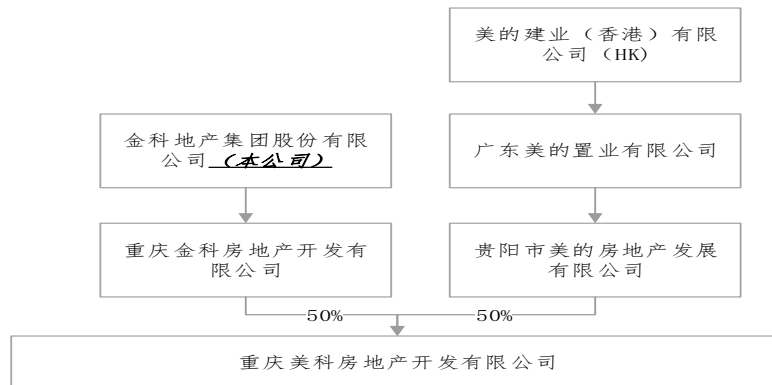 美的建业（香港）有限
公司（HK）
金科地产集团股份有限
公司（本公司）
广东美的置业有限公司
重庆金科房地产开发有
限公司
贵阳市美的房地产发展
有限公司
50%
50%
重庆美科房地产开发有限公司